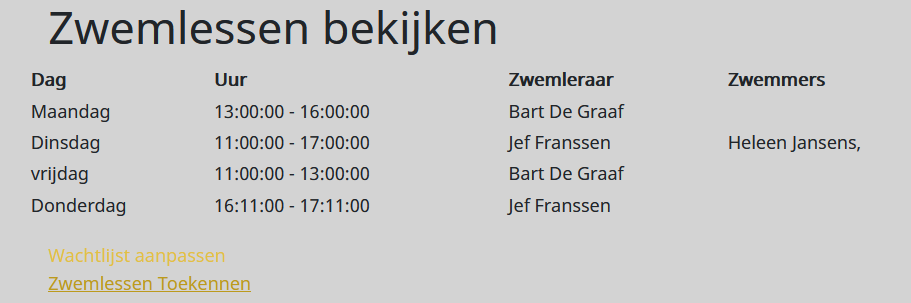 Zwemlessen bekijken
Dag Uur Zwemleraar Zwemmers
Maandag 13:00:00 - 16:00:00 Bart De Graaf
Dinsdag 11:00:00 - 17:00:00 Jef Franssen Heleen Jansens,
vrijdag 11:00:00 - 13:00:00 Bart De Graaf
Donderdag 16:11:00 - 17:11:00 Jef Franssen
Wachtlijst aanpassen
Zwemlessen Toekennen